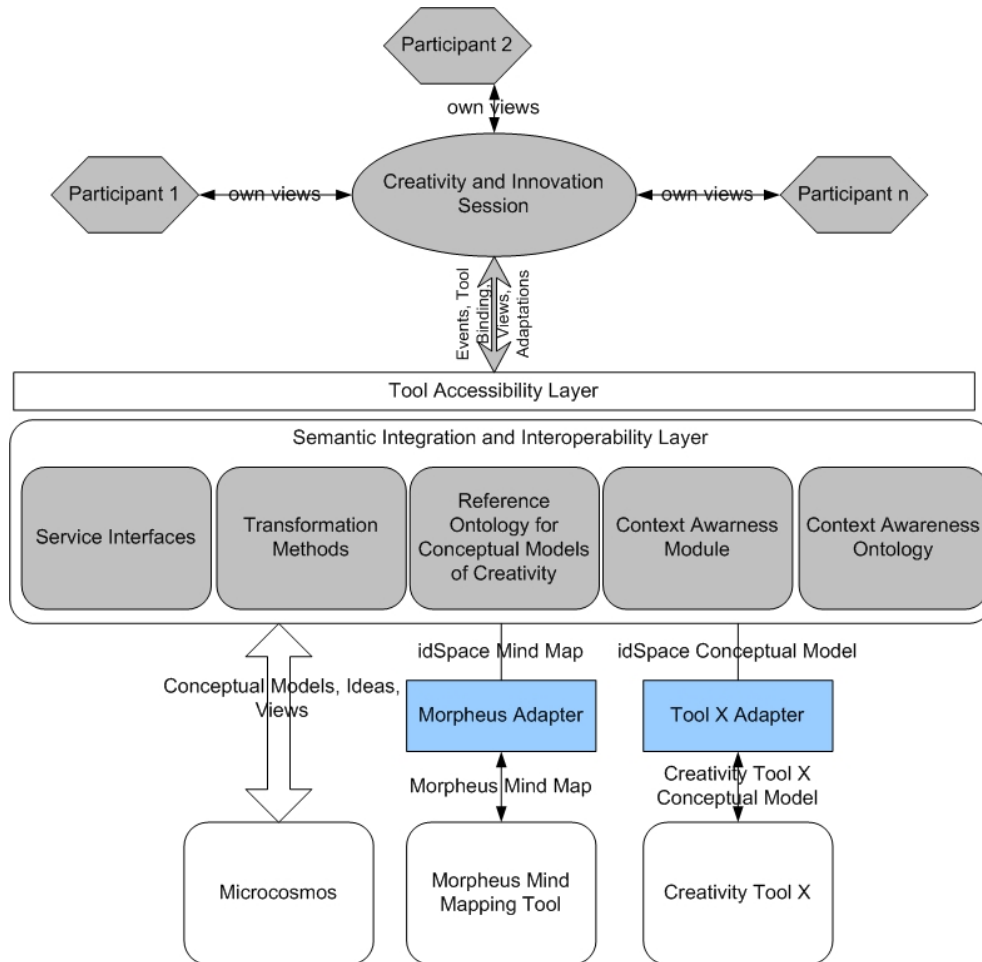 Participant 2
own views
Creativity and Innovation
Session
Participant 1
own views
own views
Participant n
Events, Tool
Binding,
Views,
Adaptations
Tool Accessibility Layer
Semantic Integration and Interoperability Layer
Service Interfaces
Transformation
Methods
Reference
Ontology for
Conceptual Models
of Creativity
Context Awarness
Module
Context Awareness
Ontology
idSpace Mind Map
idSpace Conceptual Model
Conceptual Models, Ideas,
Views
Morpheus Adapter
Tool X Adapter
Morpheus Mind Map
Creativity Tool X
Conceptual Model
Microcosmos
Morpheus Mind
Mapping Tool
Creativity Tool X